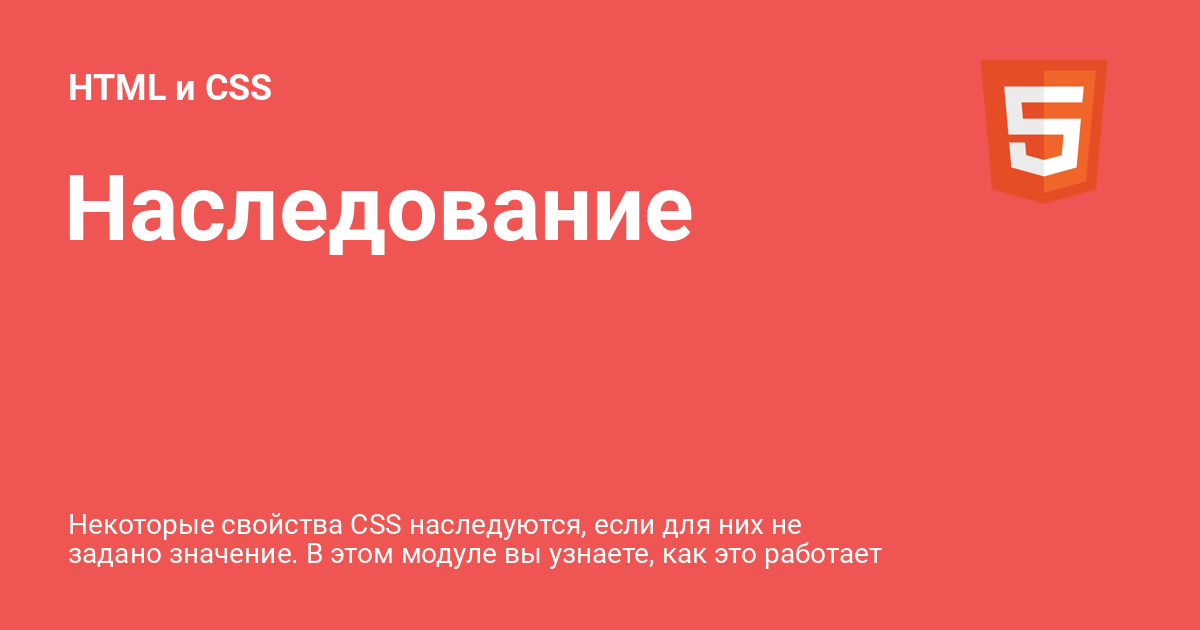 HTML и CSS
Наследование
Некоторые свойства CSS наследуются, если для них не
задано значение. В этом модуле вы узнаете, как это работает